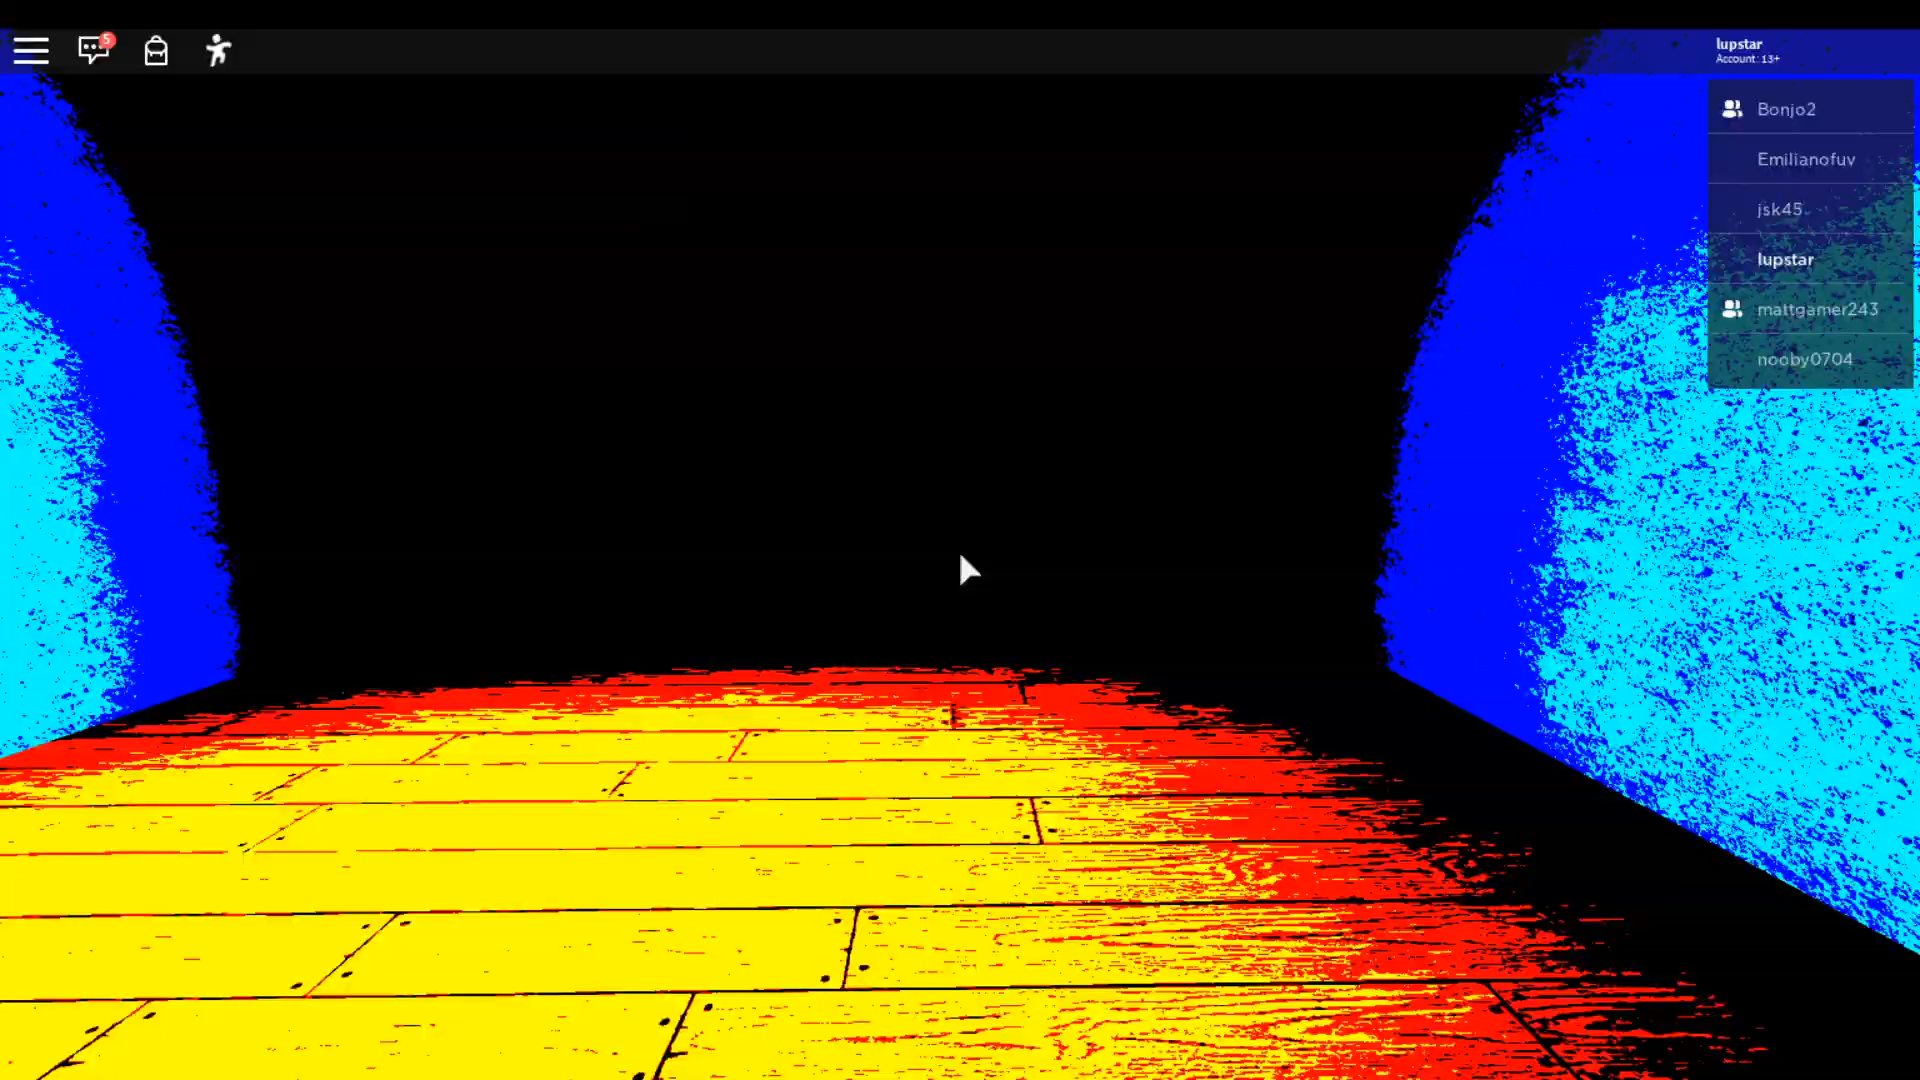 5
lupstar
Account: 13+
Bonjo2
Emilianofuv
jsk45
lupstar
mattgamer243
nooby0704